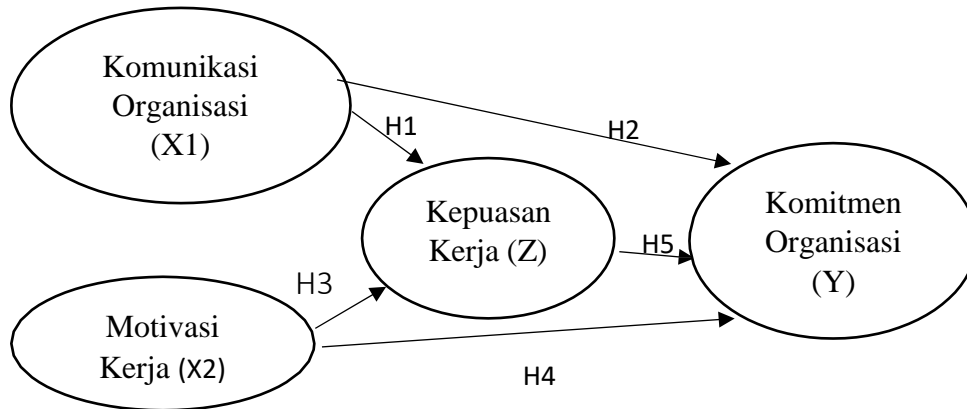 Komunikasi
Organisasi
(X1)
H1
H2
Kepuasan
Kerja (Z)
H5
Komitmen
Organisasi
(Y)
H3
Motivasi
Kerja (X2)
H4